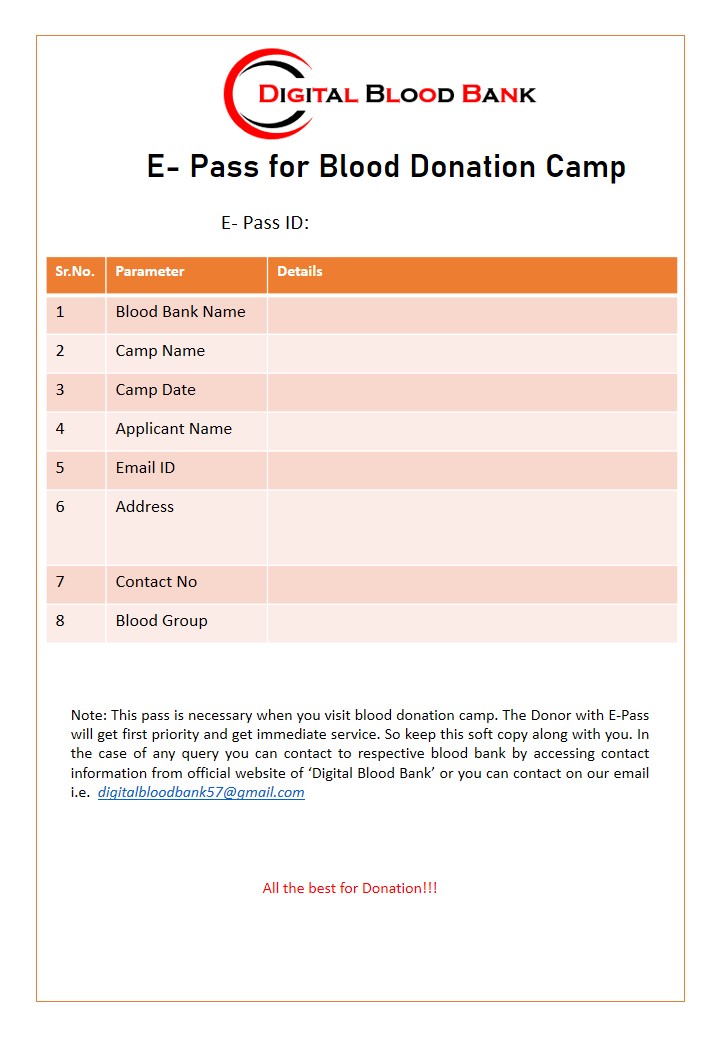 DIGITAL BLOOD BANK
E- Pass for Blood Donation Camp
E- Pass ID:
Sr.No. Parameter Details
1 Blood Bank Name
2 Camp Name
3 Camp Date
4 Applicant Name
5 Email ID
6 Address
7 Contact No
8 Blood Group
Note: This pass is necessary when you visit blood donation camp. The Donor with E-Pass
will get first priority and get immediate service. So keep this soft copy along with you. In
the case of any query you can contact to respective blood bank by accessing contact
information from official website of ‘Digital Blood Bank’ or you can contact on our email
i.e. digitalbloodbank57@gmail.com
All the best for Donation!!!